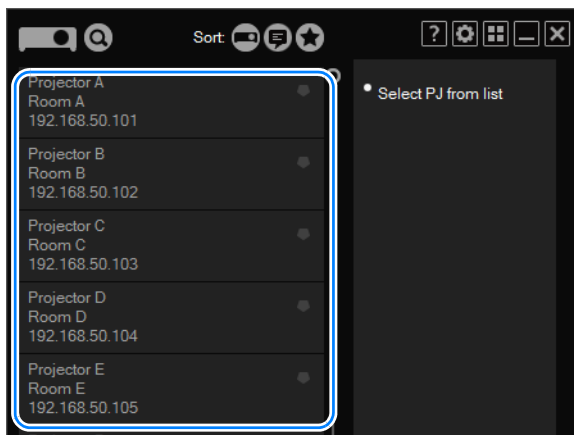 Sort:
?
Projector A
Room A
192.168.50.101
Projector B
Room B
192.168.50.102
Projector C
Room C
192.168.50.103
Projector D
Room D
192.168.50.104
Projector E
Room E
192.168.50.105
Select PJ from list